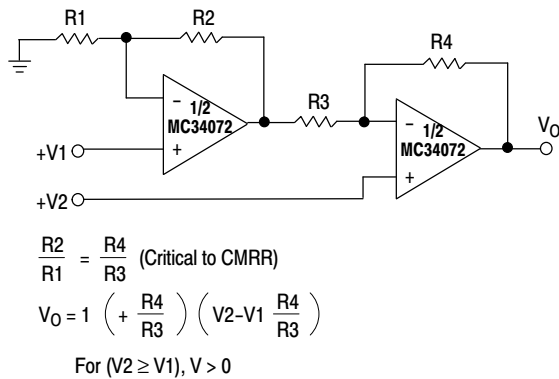 R1 R2
R3 R4
− 1/2
MC34072
+
− 1/2
MC34072
+
VO
+V1
+V2
R2/R1 = R4/R3 (Critical to CMRR)
VO = 1 ( + R4/R3 ) ( V2–V1 R4/R3 )
For (V2 ≥ V1), V > 0